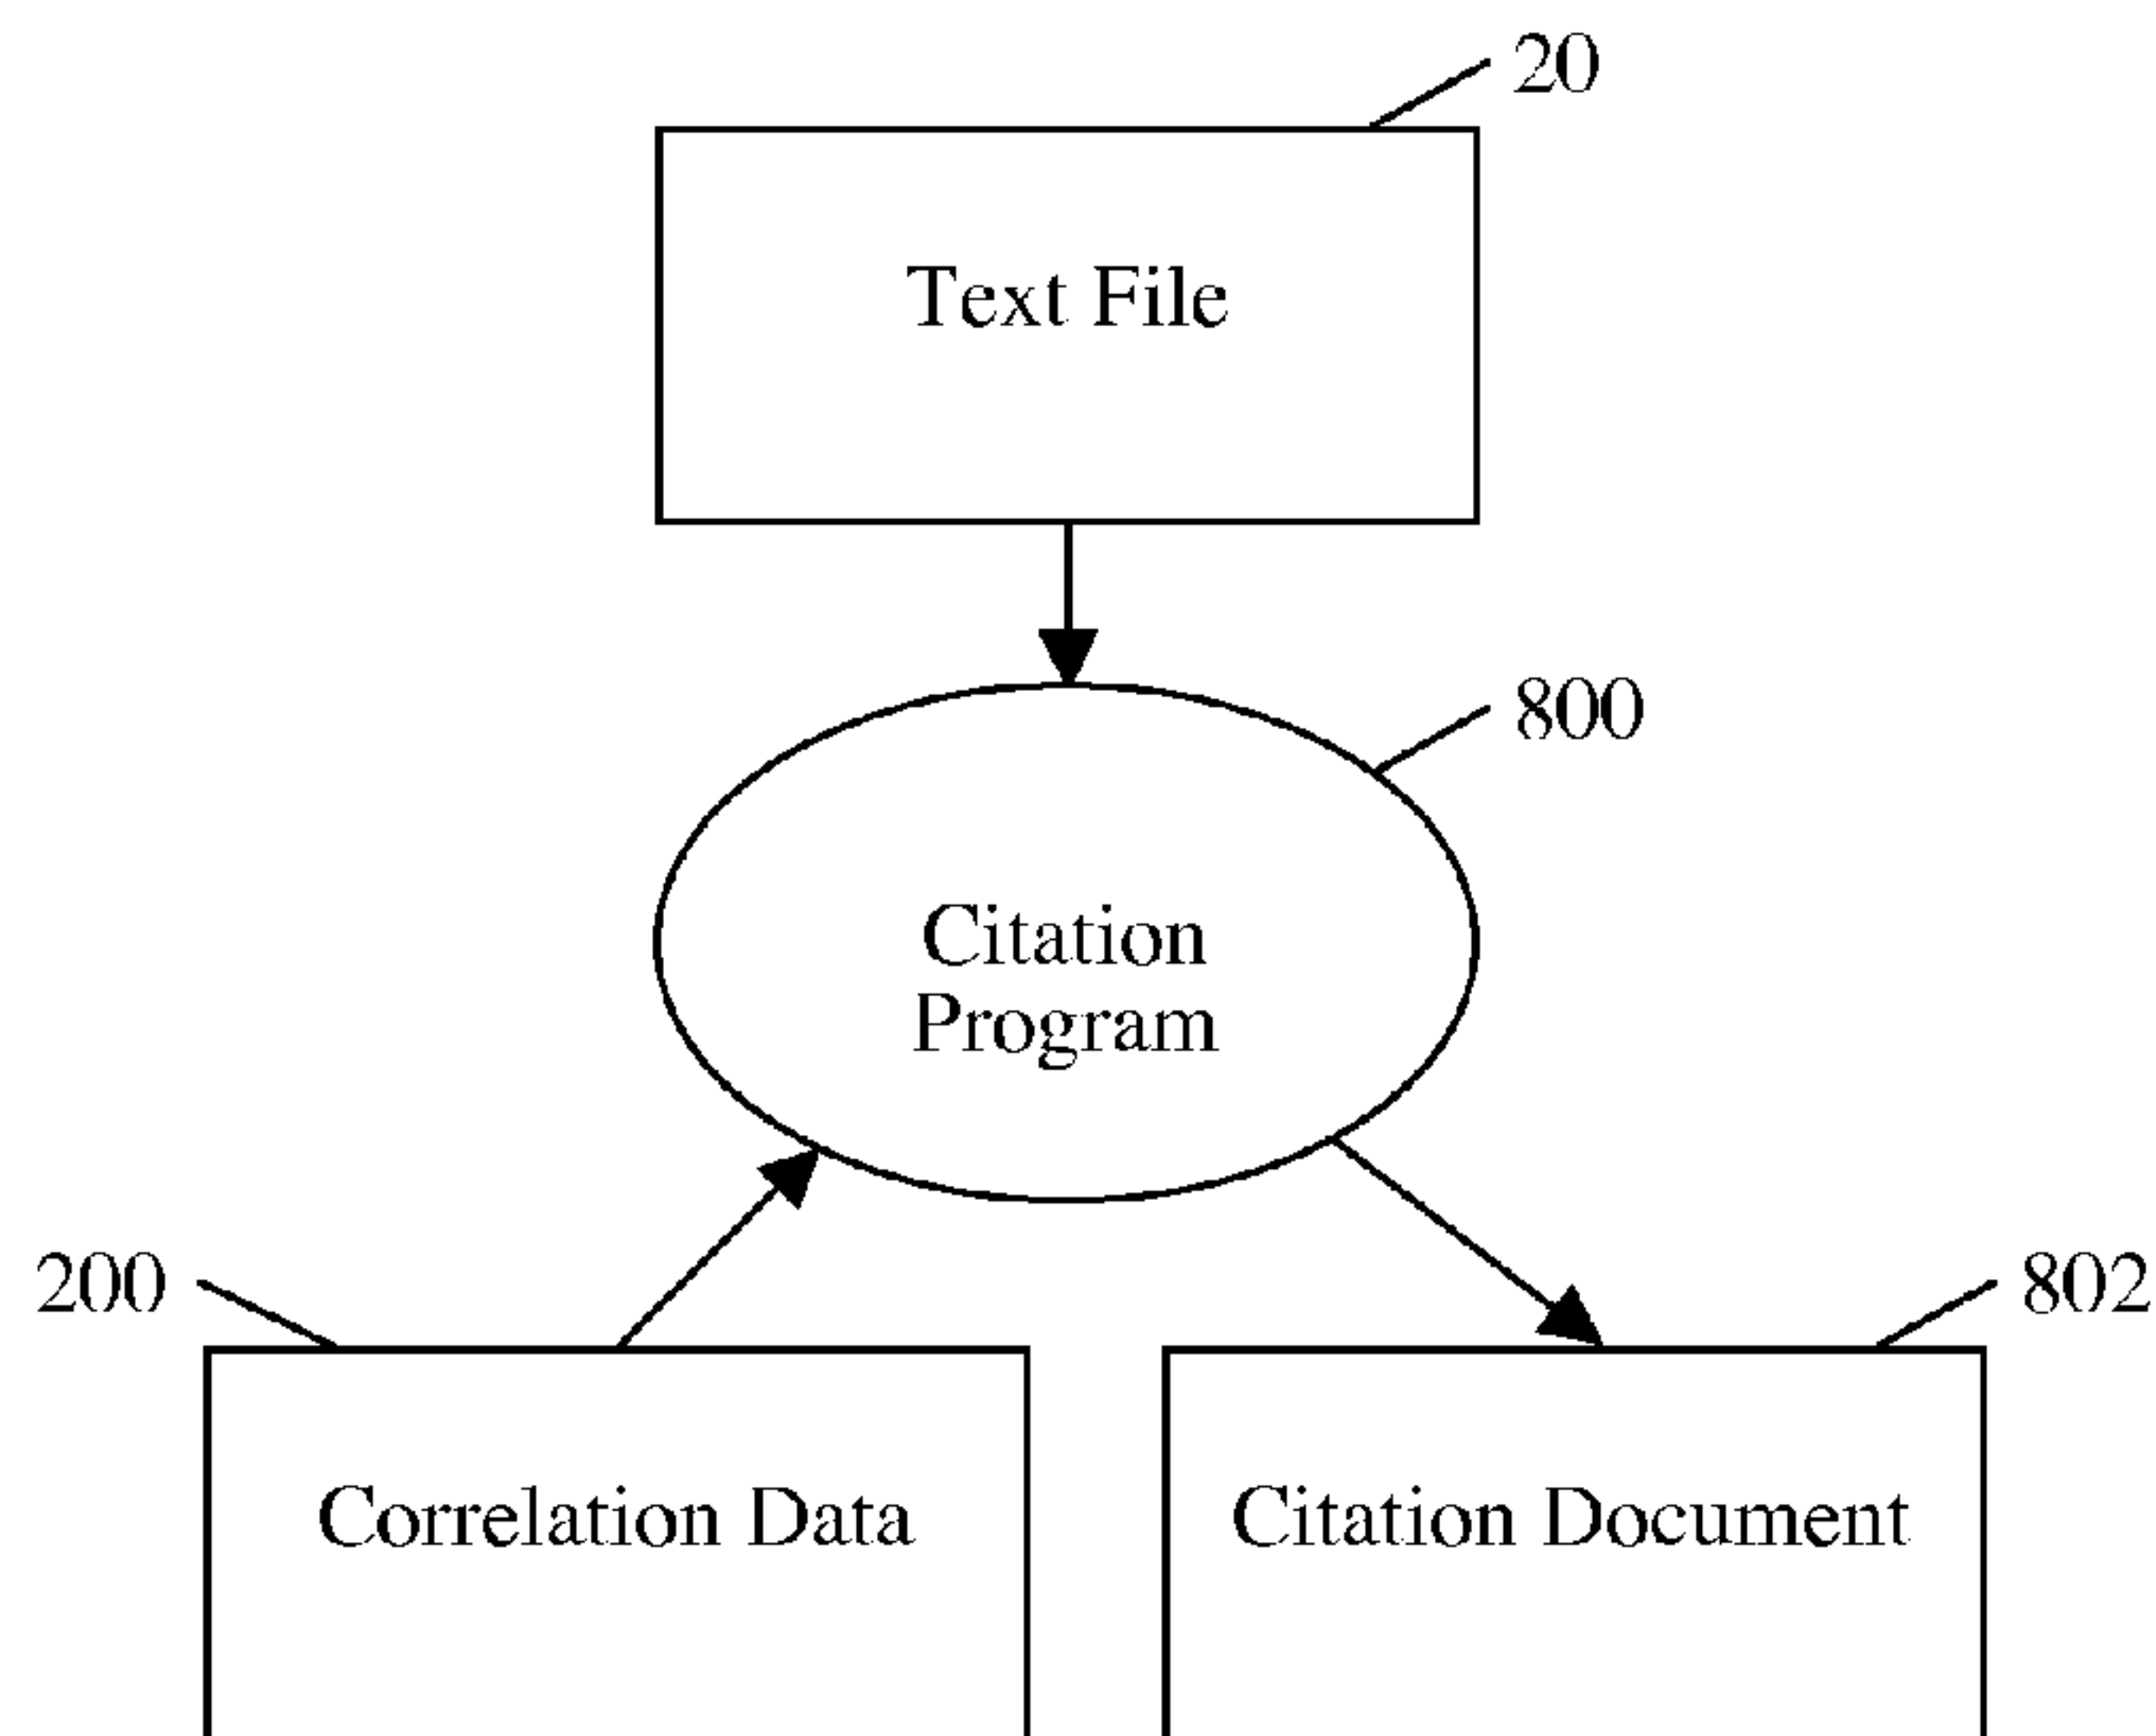 20
Text File
800
Citation
Program
200
802
Correlation Data
Citation Document